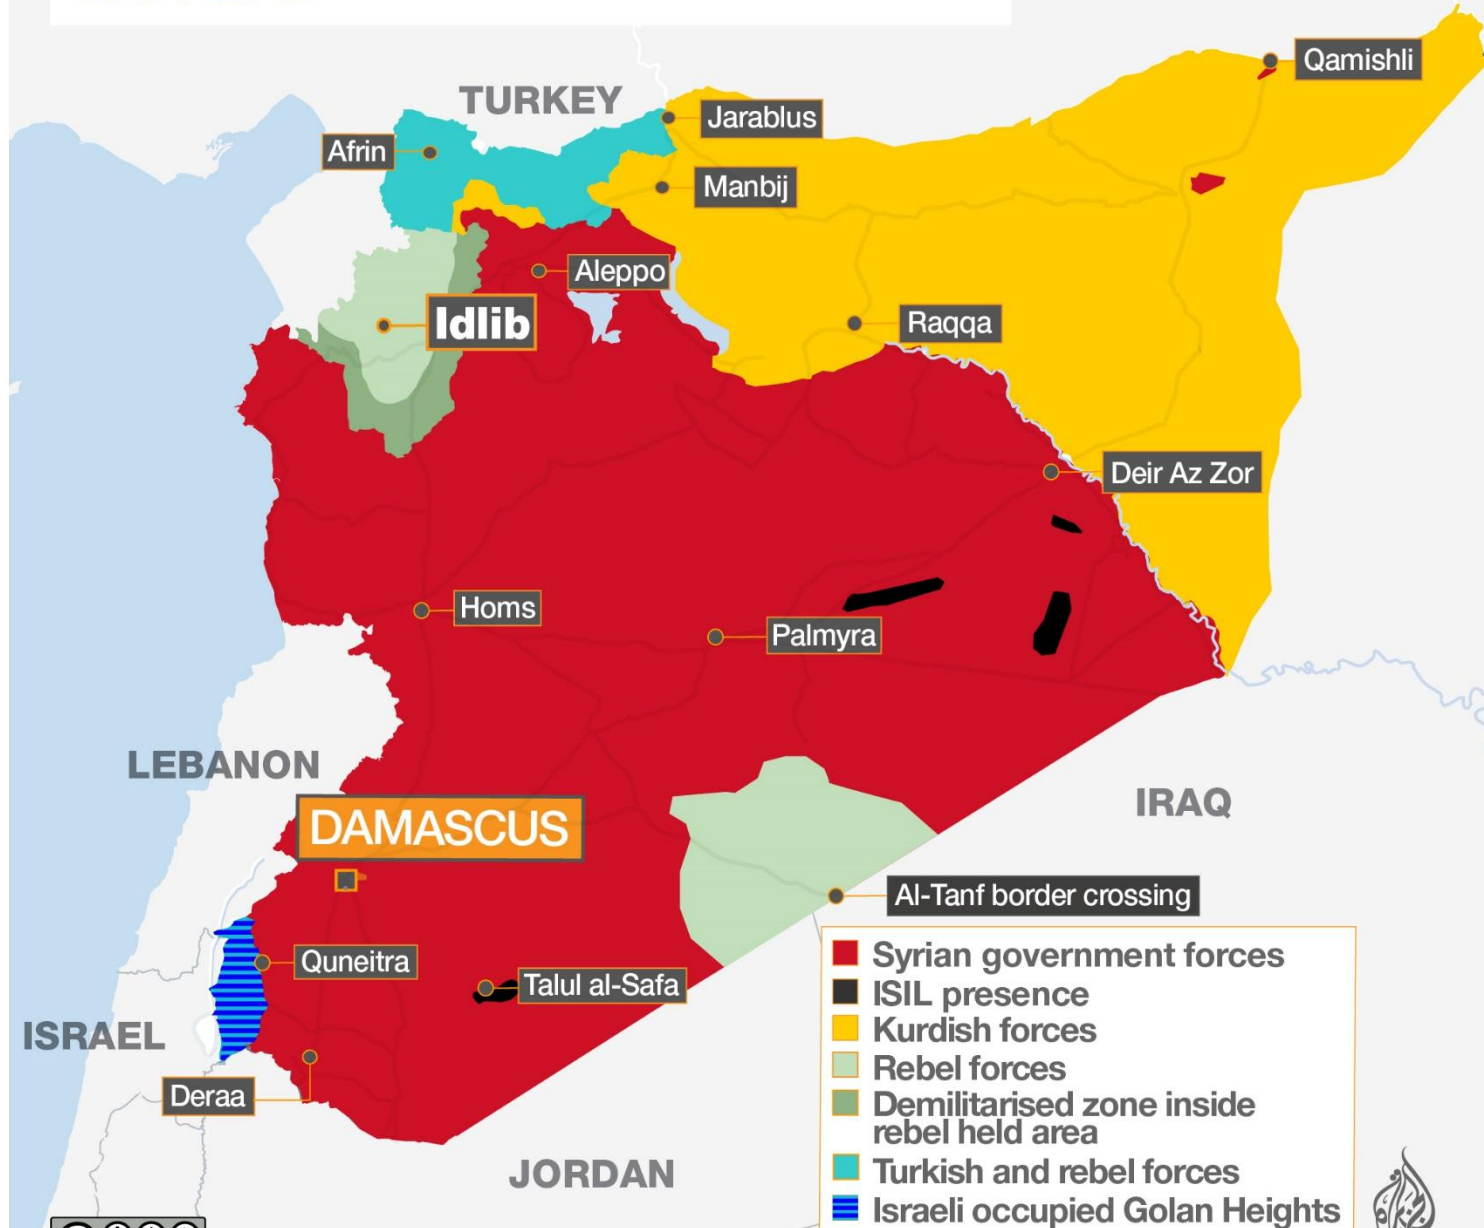 Qamishli
TURKEY
Jarablus
Afrin
Manbij
Aleppo
Idlib
Raqqa
Deir Az Zor
Homs
Palmyra
LEBANON
IRAQ
DAMASCUS
Al-Tanf border crossing
Quneitra
Talul al-Safa
ISRAEL
Deraa
JORDAN
Syrian government forces
ISIL presence
Kurdish forces
Rebel forces
Demilitarised zone inside
rebel held area
Turkish and rebel forces
Israeli occupied Golan Heights